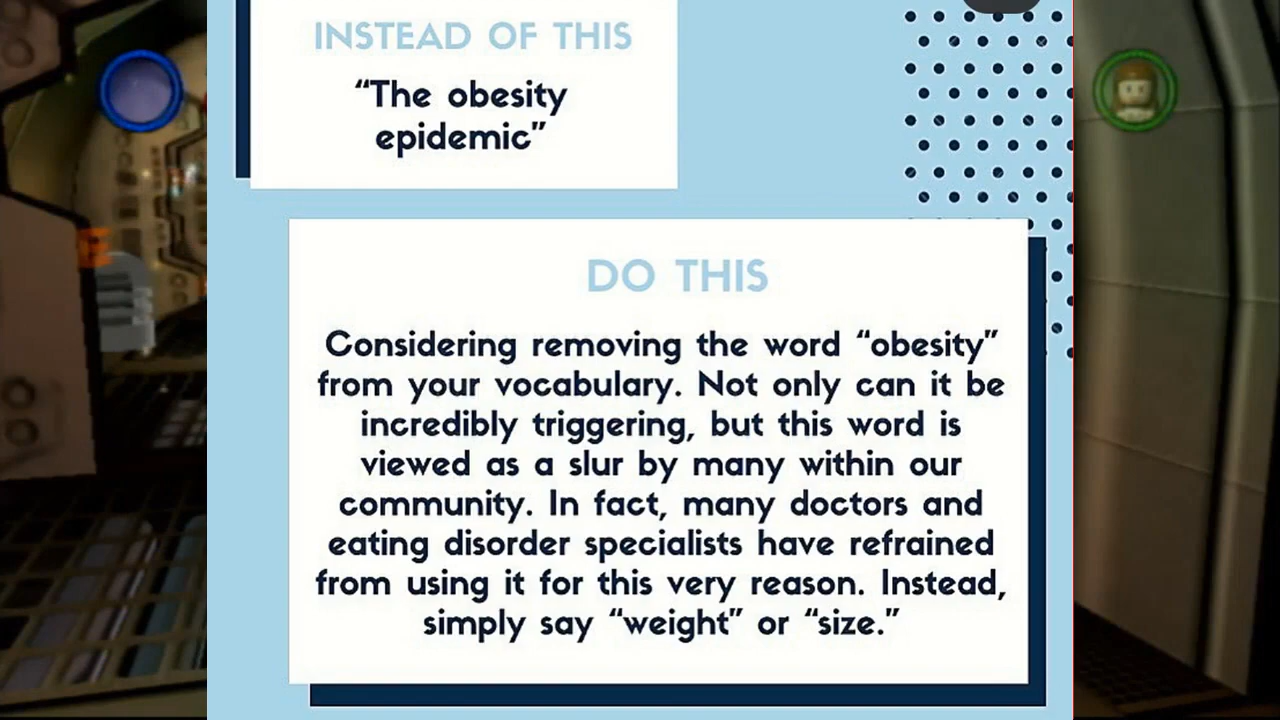 INSTEAD OF THIS
“The obesity
epidemic”
DO THIS
Considering removing the word “obesity”
from your vocabulary. Not only can it be
incredibly triggering, but this word is
viewed as a slur by many within our
community. In fact, many doctors and
eating disorder specialists have refrained
from using it for this very reason. Instead,
simply say “weight” or “size.”